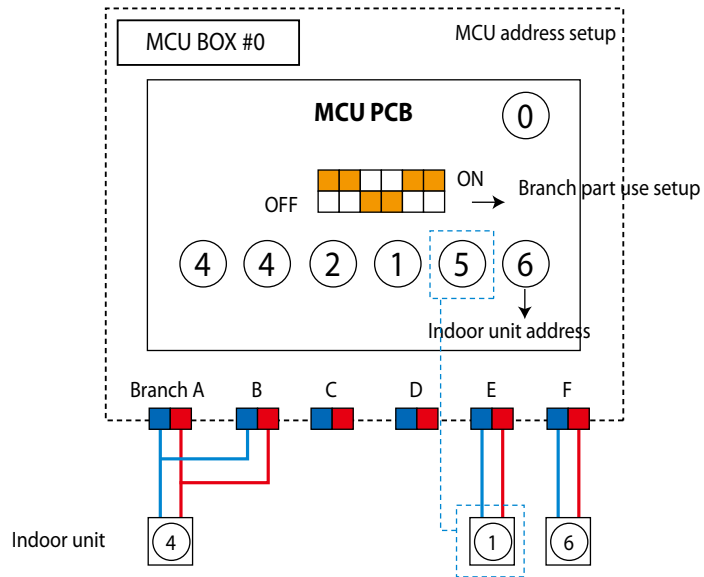 MCU BOX #0
MCU address setup
MCU PCB
0
ON
OFF
Branch part use setup
4 4 2 1 5 6
Indoor unit address
Branch A B C D E F
Indoor unit
4 1 6